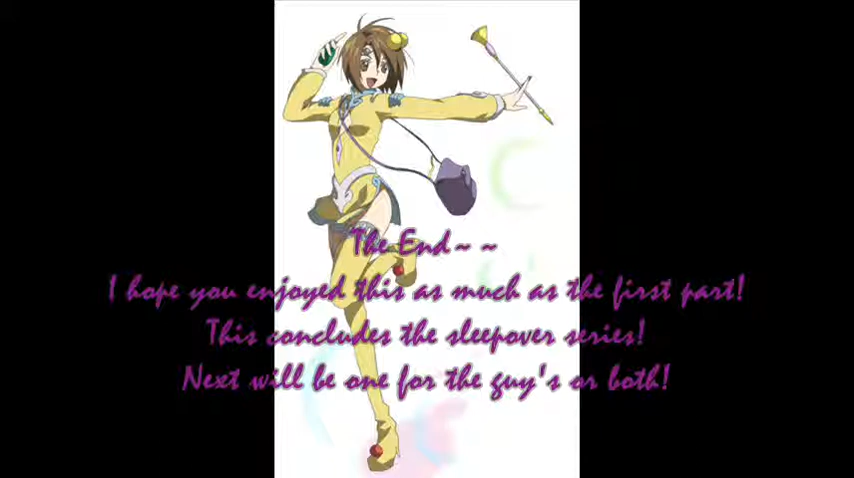 The End~ ~
I hope you enjoyed this as much as the first part!
This concludes the sleepover series!
Next will be one for the guy's or both!